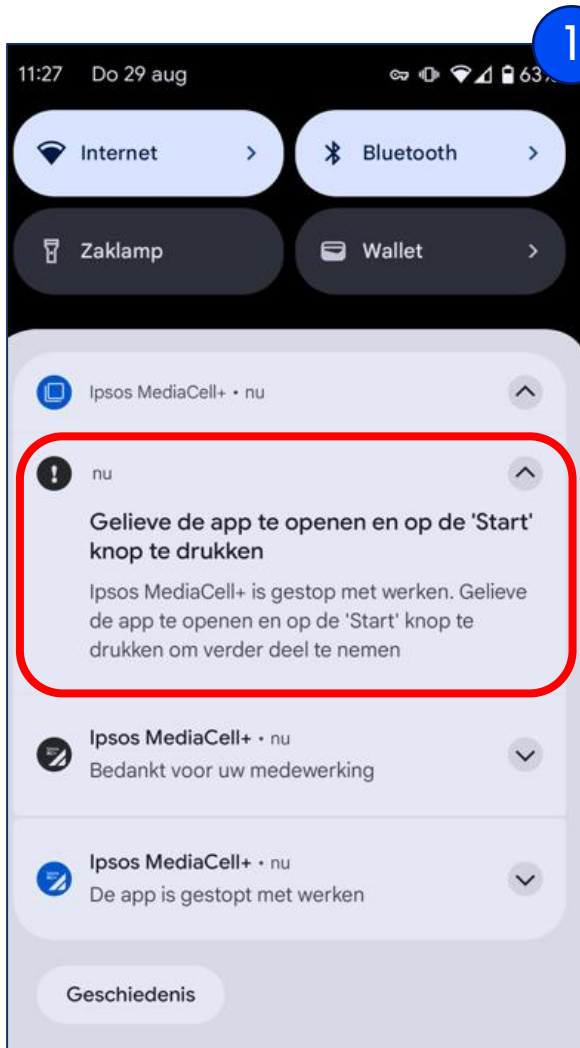 1
11:27 Do 29 aug 63%
Internet Bluetooth
Zaklamp Wallet
Ipsos MediaCell+ • nu
nu
Gelieve de app te openen en op de 'Start'
knop te drukken
Ipsos MediaCell+ is gestop met werken. Gelieve
de app te openen en op de 'Start' knop te
drukken om verder deel te nemen
Ipsos MediaCell+ • nu
Bedankt voor uw medewerking
Ipsos MediaCell+ • nu
De app is gestopt met werken
Geschiedenis